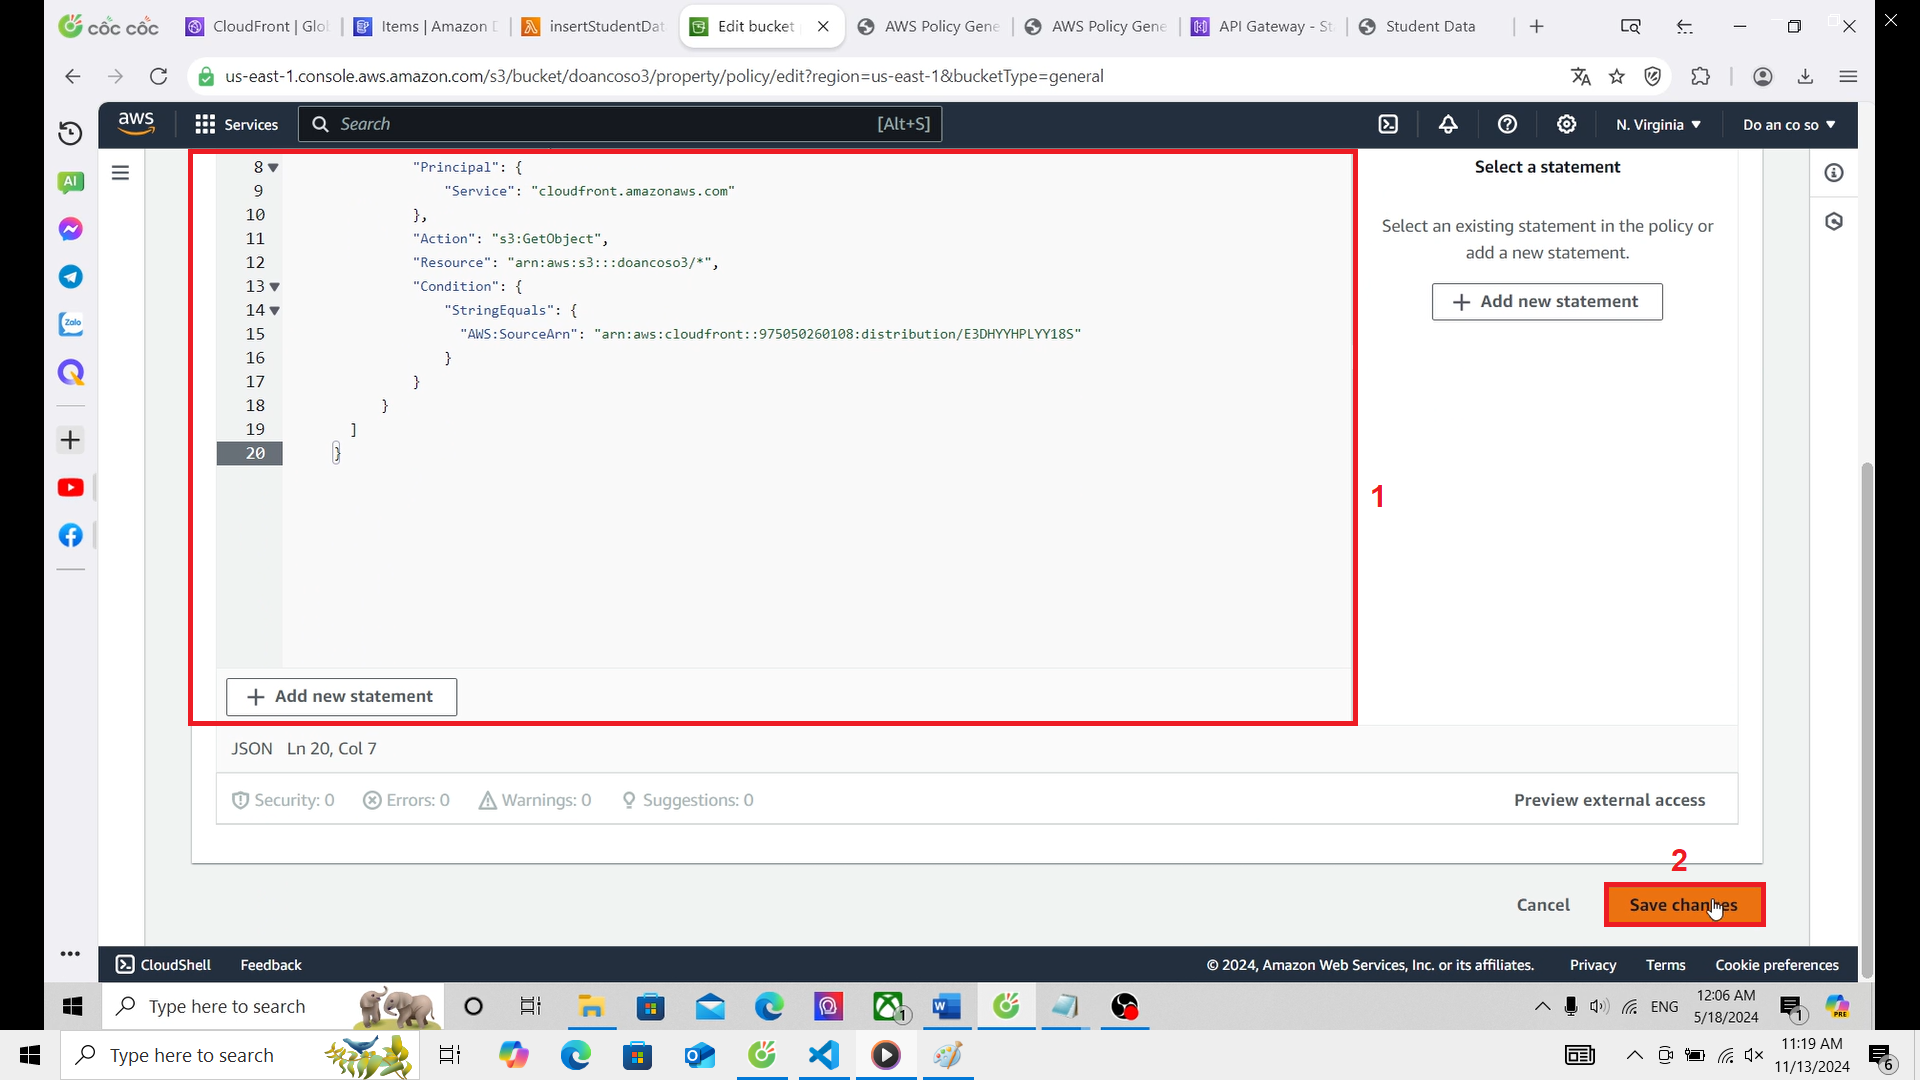 cốc cốc
CloudFront | Glo
Items | Amazon D
insertStudentDat
Edit bucket
AWS Policy Gene
AWS Policy Gene
API Gateway - St
Student Data
us-east-1.console.aws.amazon.com/s3/bucket/doancoso3/property/policy/edit?region=us-east-1&bucketType=general
aws
Services
Search
[Alt+S]
N. Virginia
Do an co so
AI
Zalo
8 "Principal": {
9 "Service": "cloudfront.amazonaws.com"
10 },
11 "Action": "s3:GetObject",
12 "Resource": "arn:aws:s3:::doancoso3/*",
13 "Condition": {
14 "StringEquals": {
15 "AWS:SourceArn": "arn:aws:cloudfront::975050260108:distribution/E3DHYYHPLYY18S"
16 }
17 }
18 }
19 ]
20 }
Select a statement
Select an existing statement in the policy or
add a new statement.
+ Add new statement
1
+ Add new statement
JSON Ln 20, Col 7
Security: 0
Errors: 0
Warnings: 0
Suggestions: 0
Preview external access
2
Cancel
Save changes
CloudShell
Feedback
© 2024, Amazon Web Services, Inc. or its affiliates.
Privacy
Terms
Cookie preferences
Type here to search
1
ENG
12:06 AM
5/18/2024
1
PRE
Type here to search
11:19 AM
11/13/2024
6